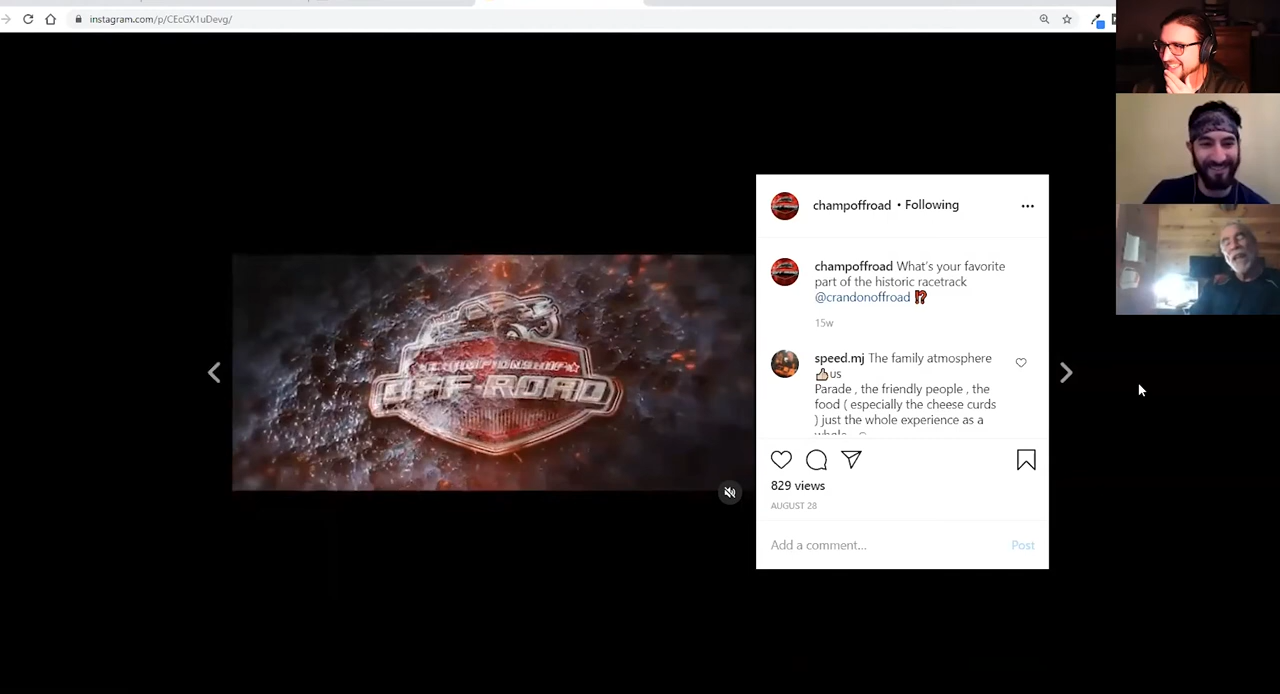 instagram.com/p/CEcGX1uDevg/
champoffroad • Following
champoffroad What's your favorite
part of the historic racetrack
@crandonoffroad ⁉
15w
speed.mj The family atmosphere
👍🏻us
Parade , the friendly people , the
food ( especially the cheese curds
) just the whole experience as a
whole
CHAMPIONSHIP
OFF-ROAD
829 views
AUGUST 28
Add a comment...
Post